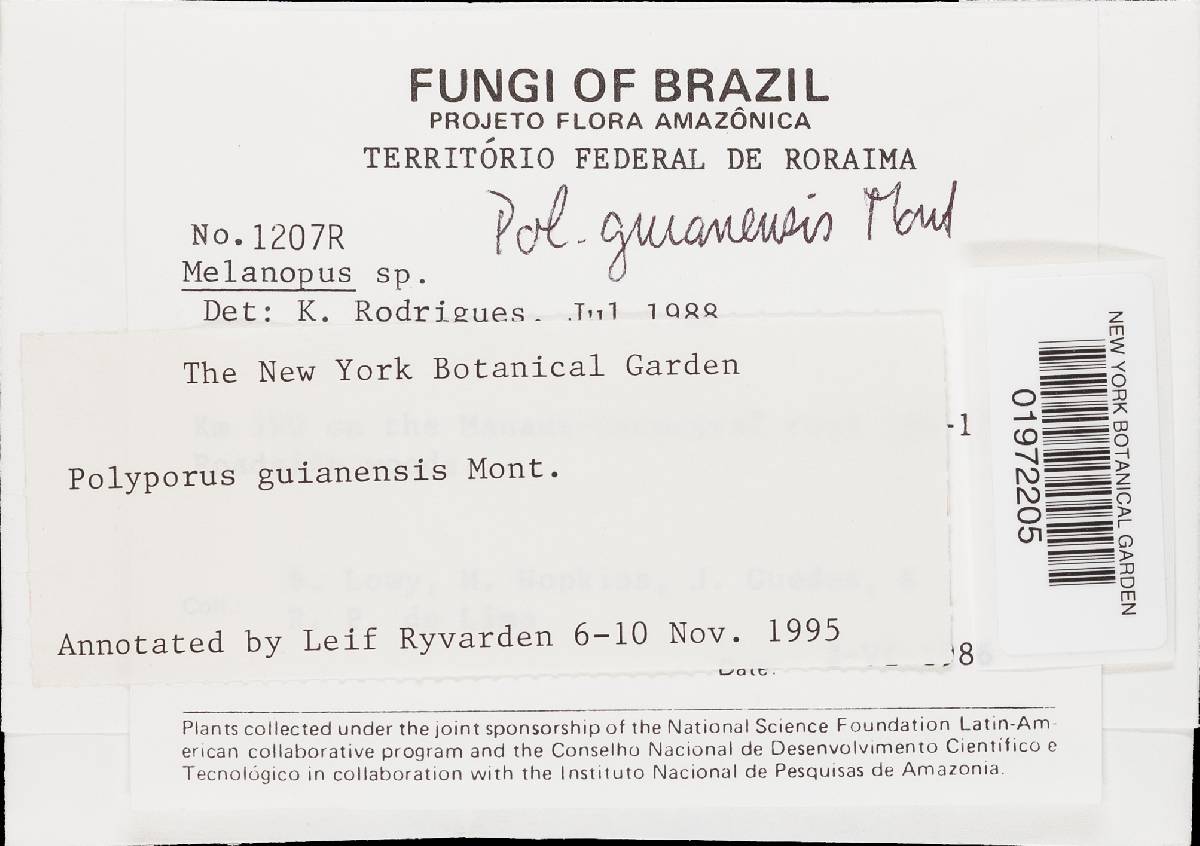 FUNGI OF BRAZIL
PROJETO FLORA AMAZÔNICA
TERRITÓRIO FEDERAL DE RORAIMA
Pol. guianensis Mont
No. 1207R
Melanopus sp.
Det: K. Rodrigues. Jul 1988
The New York Botanical Garden
-1
Polyporus guianensis Mont.
Annotated by Leif Ryvarden 6-10 Nov. 1995
Date:
Plants collected under the joint sponsorship of the National Science Foundation Latin-Am-
erican collaborative program and the Conselho Nacional de Desenvolvimento Científico e
Tecnológico in collaboration with the Instituto Nacional de Pesquisas de Amazonia.
NEW YORK BOTANICAL GARDEN
01972205